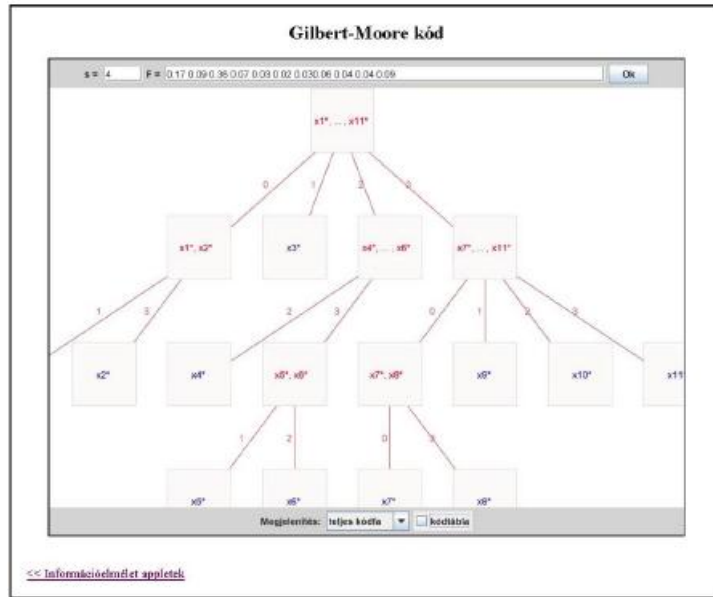 Gilbert-Moore kód
s = 4 F = 0.17 0.09 0.36 0.07 0.03 0.02 0.030.06 0.04 0.04 0.09 Ok
x1*, ... , x11*
0 1 2 3
x1*, x2* x3* x4*, ... , x6* x7*, ... , x11*
1 3 2 3 0 1 2 3
x2* x4* x5*, x6* x7*, x8* x9* x10* x11*
1 2 0 3
x5* x6* x7* x8*
Megjelenítés: teljes kódfa kódtábla
<< Információelmélet appletek